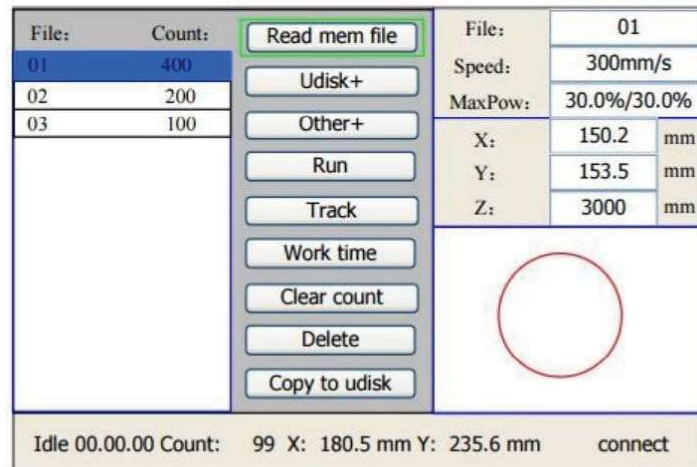 File: Count:
01 400
02 200
03 100
Read mem file
Udisk+
Other+
Run
Track
Work time
Clear count
Delete
Copy to udisk
File: 01
Speed: 300mm/s
MaxPow: 30.0%/30.0%
X: 150.2 mm
Y: 153.5 mm
Z: 3000 mm
Idle 00.00.00 Count: 99 X: 180.5 mm Y: 235.6 mm connect